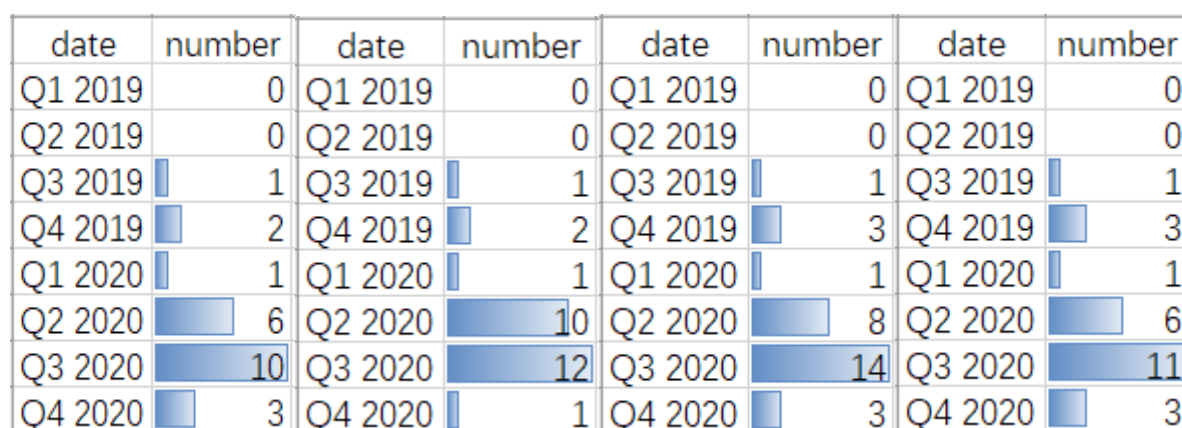 date number date number date number date number
Q1 2019 0 Q1 2019 0 Q1 2019 0 Q1 2019 0
Q2 2019 0 Q2 2019 0 Q2 2019 0 Q2 2019 0
Q3 2019 1 Q3 2019 1 Q3 2019 1 Q3 2019 1
Q4 2019 2 Q4 2019 2 Q4 2019 3 Q4 2019 3
Q1 2020 1 Q1 2020 1 Q1 2020 1 Q1 2020 1
Q2 2020 6 Q2 2020 10 Q2 2020 8 Q2 2020 6
Q3 2020 10 Q3 2020 12 Q3 2020 14 Q3 2020 11
Q4 2020 3 Q4 2020 1 Q4 2020 3 Q4 2020 3